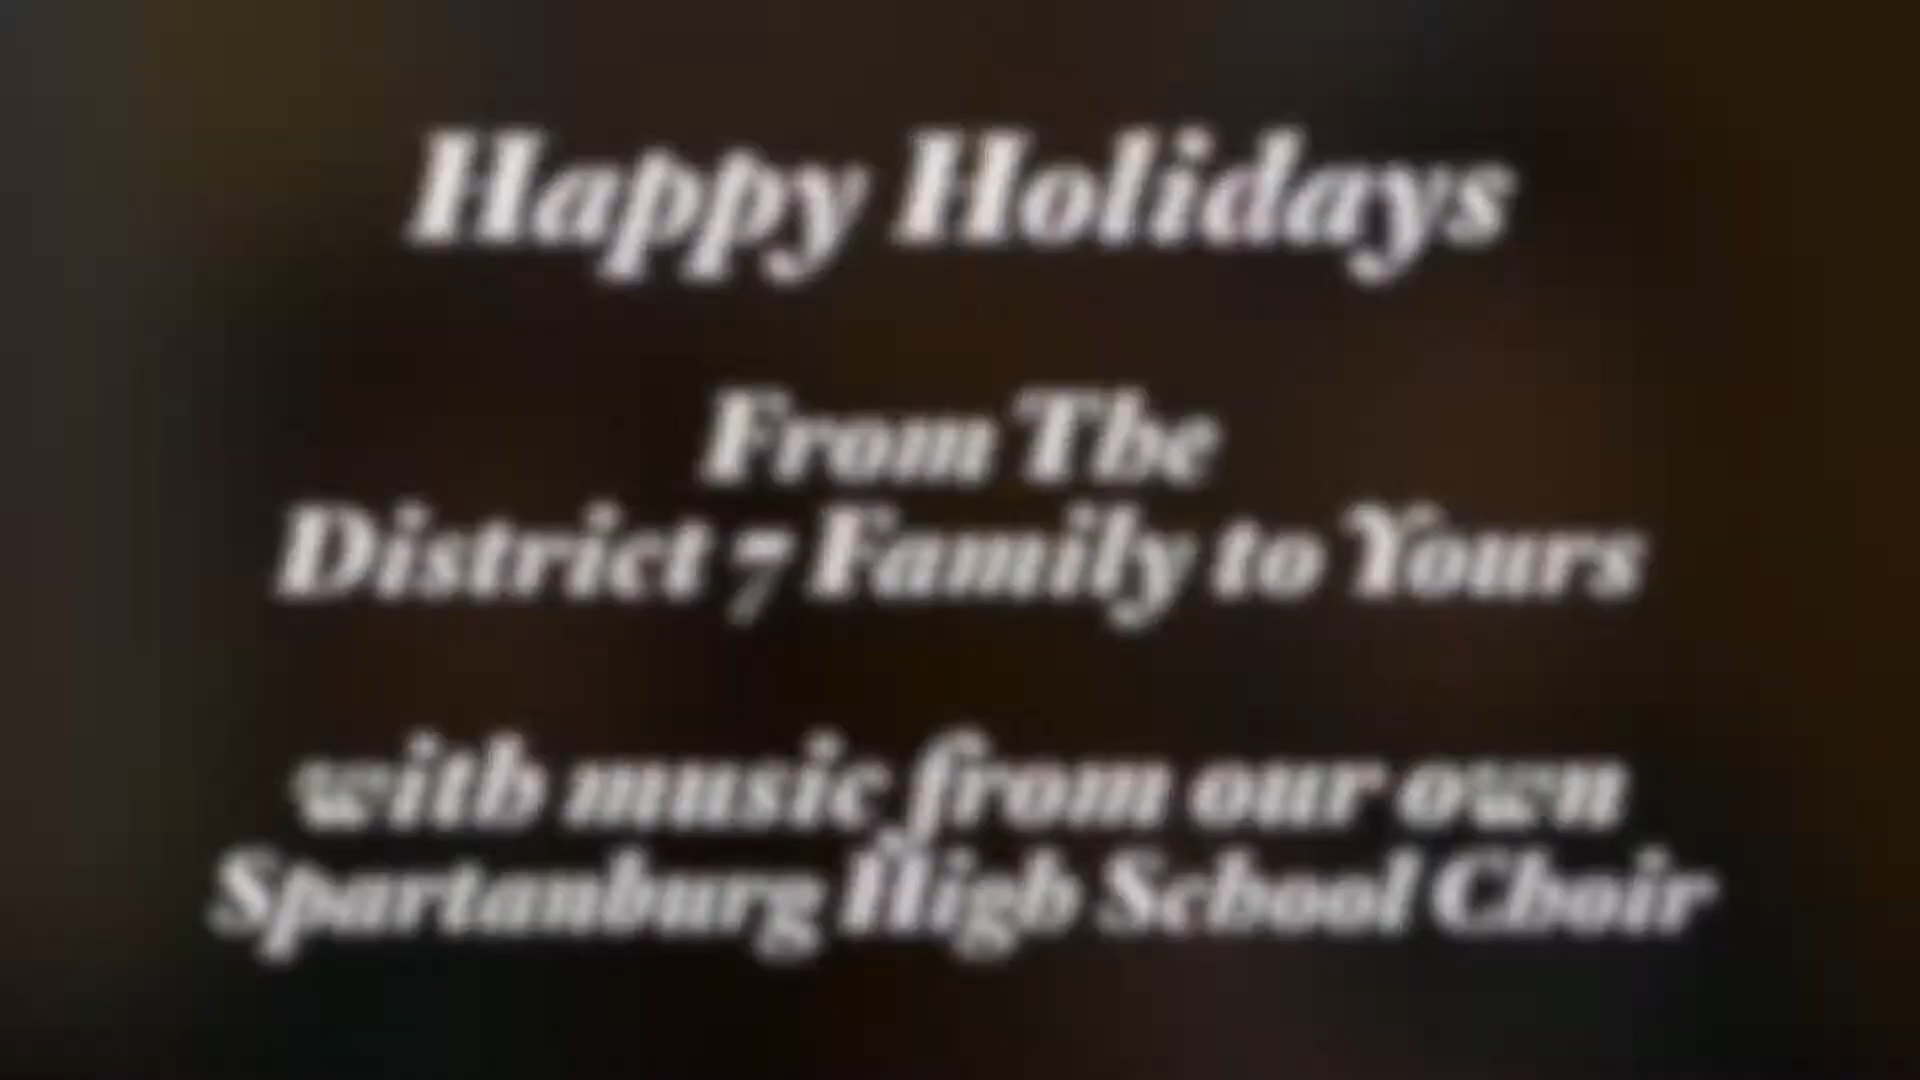 Happy Holidays
From The
District 7 Family to Yours
with music from our own
Spartanburg High School Choir